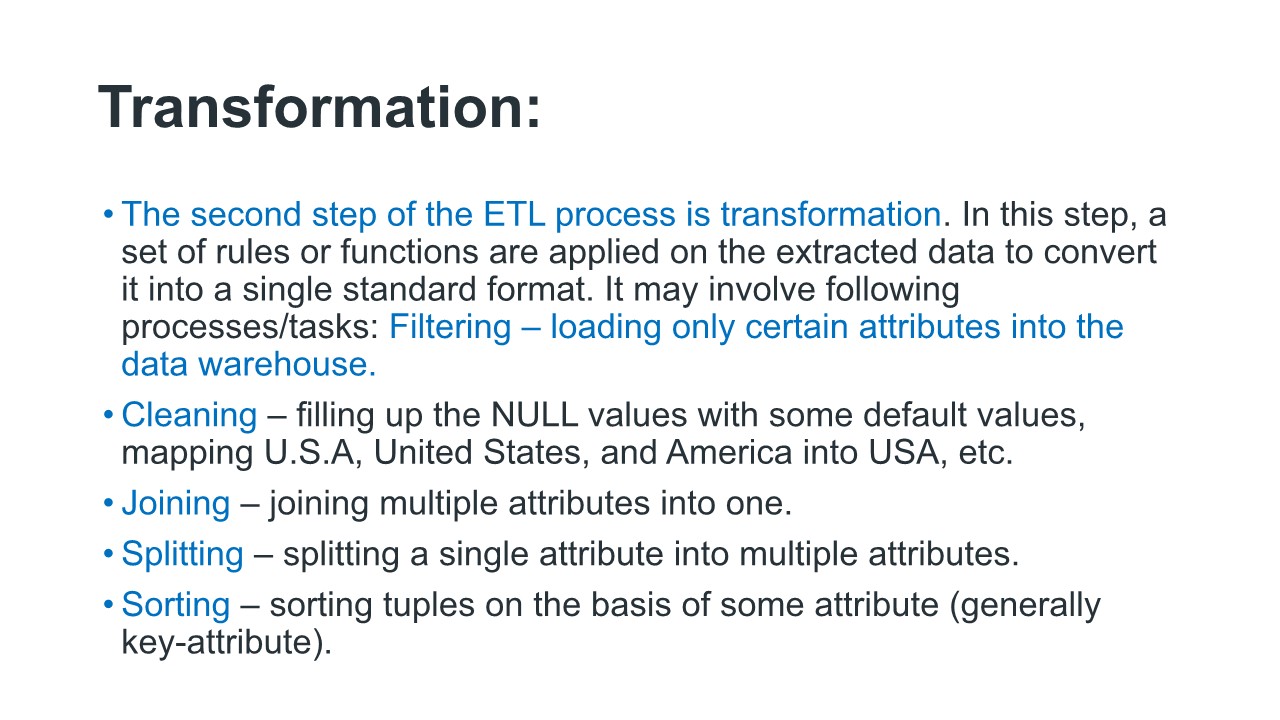 Transformation:
• The second step of the ETL process is transformation. In this step, a
set of rules or functions are applied on the extracted data to convert
it into a single standard format. It may involve following
processes/tasks: Filtering – loading only certain attributes into the
data warehouse.
• Cleaning – filling up the NULL values with some default values,
mapping U.S.A, United States, and America into USA, etc.
• Joining – joining multiple attributes into one.
• Splitting – splitting a single attribute into multiple attributes.
• Sorting – sorting tuples on the basis of some attribute (generally
key-attribute).